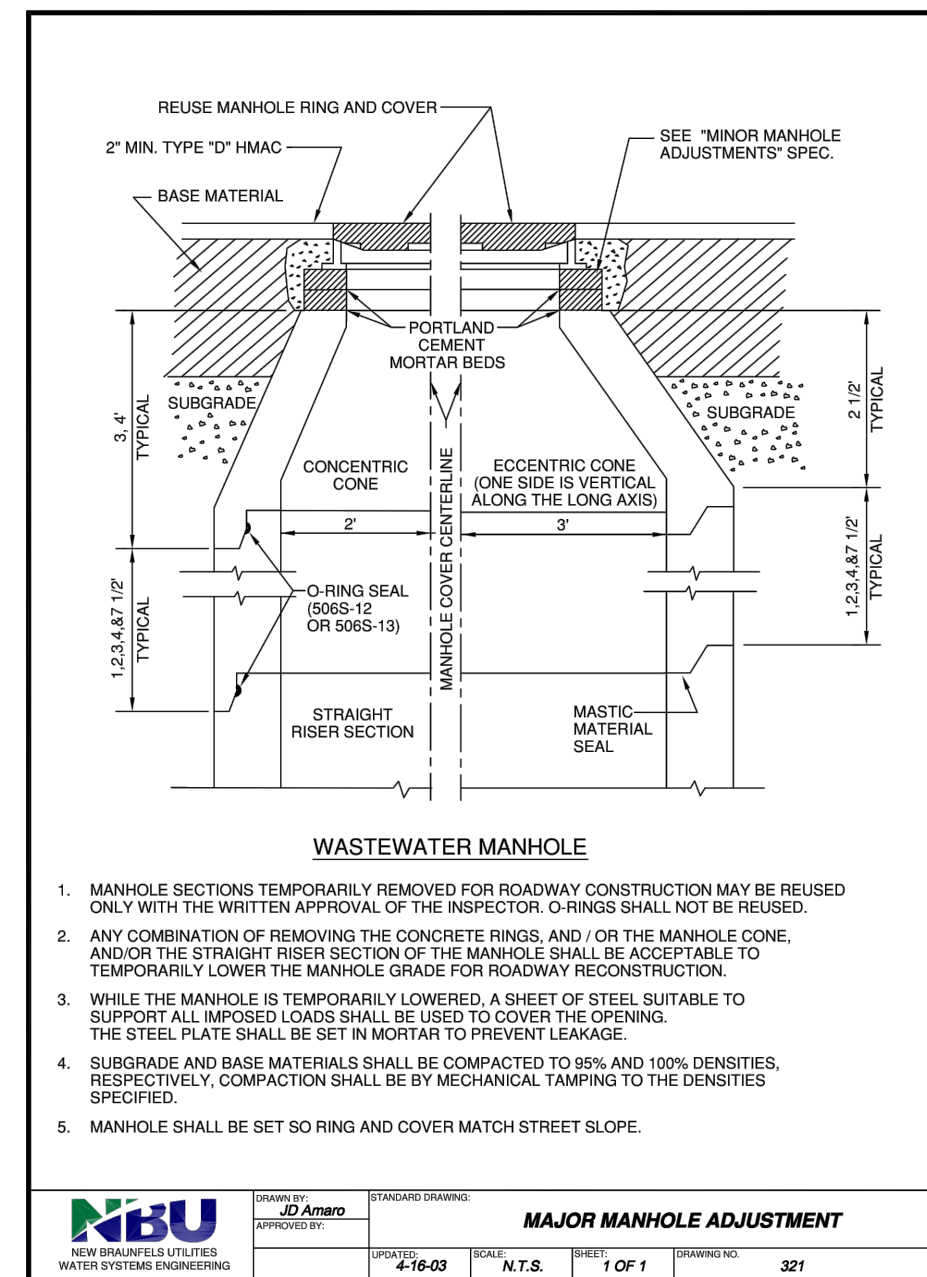 REUSE MANHOLE RING AND COVER
2" MIN. TYPE "D" HMAC
BASE MATERIAL
SEE "MINOR MANHOLE
ADJUSTMENTS" SPEC.
PORTLAND
CEMENT
MORTAR BEDS
3, 4'
TYPICAL
SUBGRADE
SUBGRADE
2 1/2'
TYPICAL
CONCENTRIC
CONE
ECCENTRIC CONE
(ONE SIDE IS VERTICAL
ALONG THE LONG AXIS)
2'
3'
MANHOLE COVER CENTERLINE
1,2,3,4,&7 1/2'
TYPICAL
O-RING SEAL
(506S-12
OR 506S-13)
1,2,3,4,&7 1/2'
TYPICAL
STRAIGHT
RISER SECTION
MASTIC
MATERIAL
SEAL
WASTEWATER MANHOLE
1. MANHOLE SECTIONS TEMPORARILY REMOVED FOR ROADWAY CONSTRUCTION MAY BE REUSED
ONLY WITH THE WRITTEN APPROVAL OF THE INSPECTOR. O-RINGS SHALL NOT BE REUSED.
2. ANY COMBINATION OF REMOVING THE CONCRETE RINGS, AND / OR THE MANHOLE CONE,
AND/OR THE STRAIGHT RISER SECTION OF THE MANHOLE SHALL BE ACCEPTABLE TO
TEMPORARILY LOWER THE MANHOLE GRADE FOR ROADWAY RECONSTRUCTION.
3. WHILE THE MANHOLE IS TEMPORARILY LOWERED, A SHEET OF STEEL SUITABLE TO
SUPPORT ALL IMPOSED LOADS SHALL BE USED TO COVER THE OPENING.
THE STEEL PLATE SHALL BE SET IN MORTAR TO PREVENT LEAKAGE.
4. SUBGRADE AND BASE MATERIALS SHALL BE COMPACTED TO 95% AND 100% DENSITIES,
RESPECTIVELY, COMPACTION SHALL BE BY MECHANICAL TAMPING TO THE DENSITIES
SPECIFIED.
5. MANHOLE SHALL BE SET SO RING AND COVER MATCH STREET SLOPE.
NBU
NEW BRAUNFELS UTILITIES
WATER SYSTEMS ENGINEERING
DRAWN BY:
JD Amaro
APPROVED BY:
STANDARD DRAWING:
MAJOR MANHOLE ADJUSTMENT
UPDATED:
4-16-03
SCALE:
N.T.S.
SHEET:
1 OF 1
DRAWING NO.
321